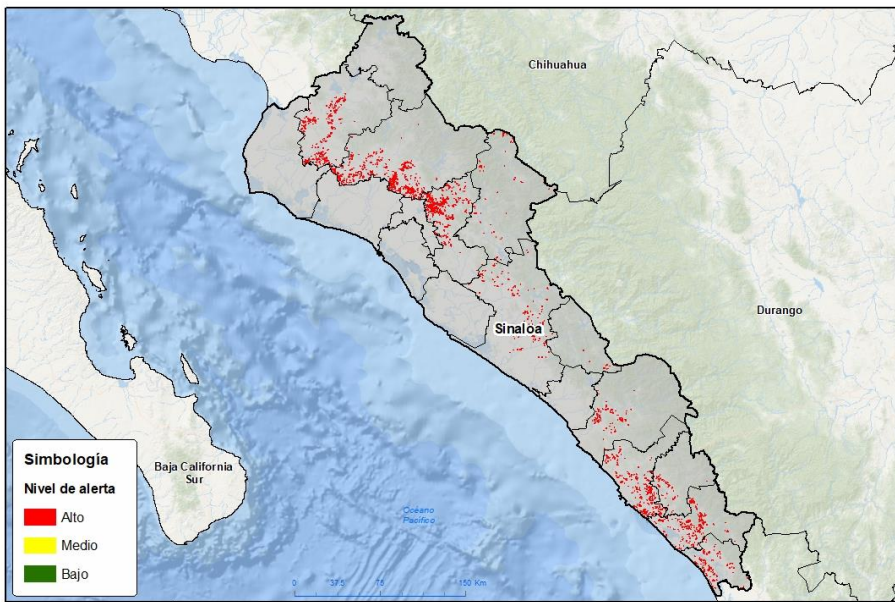 Chihuahua
Durango
Sinaloa
Baja California
Sur
Océano
Pacífico
Simbología
Nivel de alerta
Alto
Medio
Bajo
0 37.5 75 150 Km